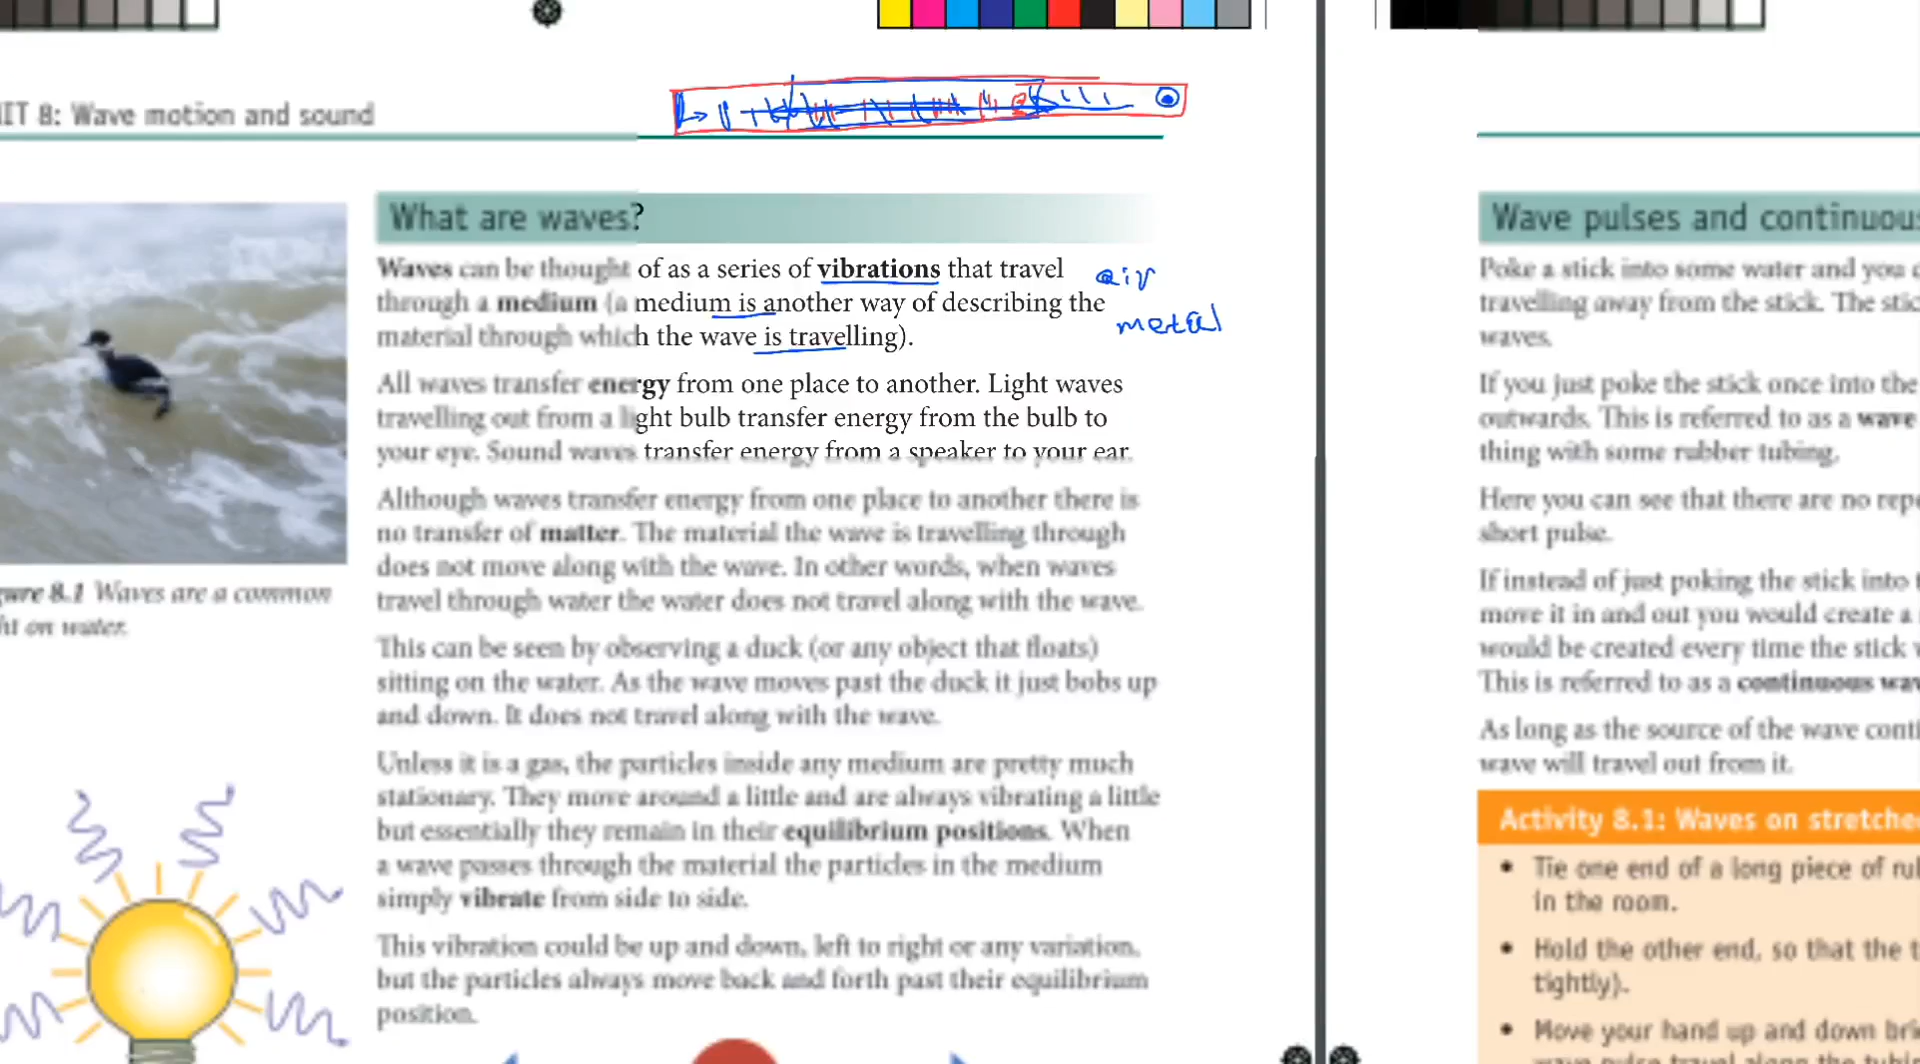 IT 8: Wave motion and sound
What are waves?
Waves can be thought of as a series of vibrations that travel
through a medium (a medium is another way of describing the
material through which the wave is travelling).
air
metal
All waves transfer energy from one place to another. Light waves
travelling out from a light bulb transfer energy from the bulb to
your eye. Sound waves transfer energy from a speaker to your ear.
Although waves transfer energy from one place to another there is
no transfer of matter. The material the wave is travelling through
does not move along with the wave. In other words, when waves
travel through water the water does not travel along with the wave.
This can be seen by observing a duck (or any object that floats)
sitting on the water. As the wave moves past the duck it just bobs up
and down. It does not travel along with the wave.
Unless it is a gas, the particles inside any medium are pretty much
stationary. They move around a little and are always vibrating a little
but essentially they remain in their equilibrium positions. When
a wave passes through the material the particles in the medium
simply vibrate from side to side.
This vibration could be up and down, left to right or any variation,
but the particles always move back and forth past their equilibrium
position.
gure 8.1 Waves are a common
ht on water.
Wave pulses and continuous
Poke a stick into some water and you
travelling away from the stick. The stic
waves.
If you just poke the stick once into the
outwards. This is referred to as a wave
thing with some rubber tubing.
Here you can see that there are no repe
short pulse.
If instead of just poking the stick into
move it in and out you would create a
would be created every time the stick
This is referred to as a continuous wav
As long as the source of the wave conti
wave will travel out from it.
Activity 8.1: Waves on stretche
• Tie one end of a long piece of rub
in the room.
• Hold the other end, so that the t
tightly).
• Move your hand up and down bri
wave pulse travel along the tubi